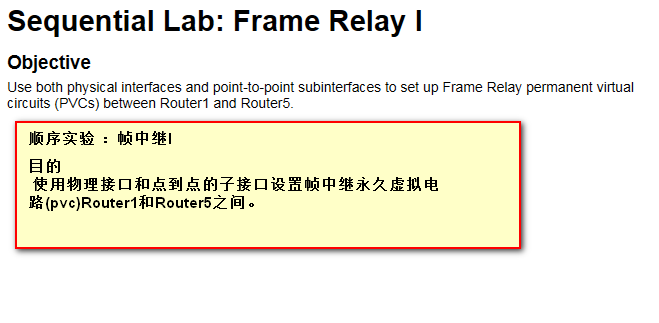 Sequential Lab: Frame Relay I
Objective
Use both physical interfaces and point-to-point subinterfaces to set up Frame Relay permanent virtual
circuits (PVCs) between Router1 and Router5.
顺序实验 ：帧中继I
目的
使用物理接口和点到点的子接口设置帧中继永久虚拟电
路(pvc)Router1和Router5之间。